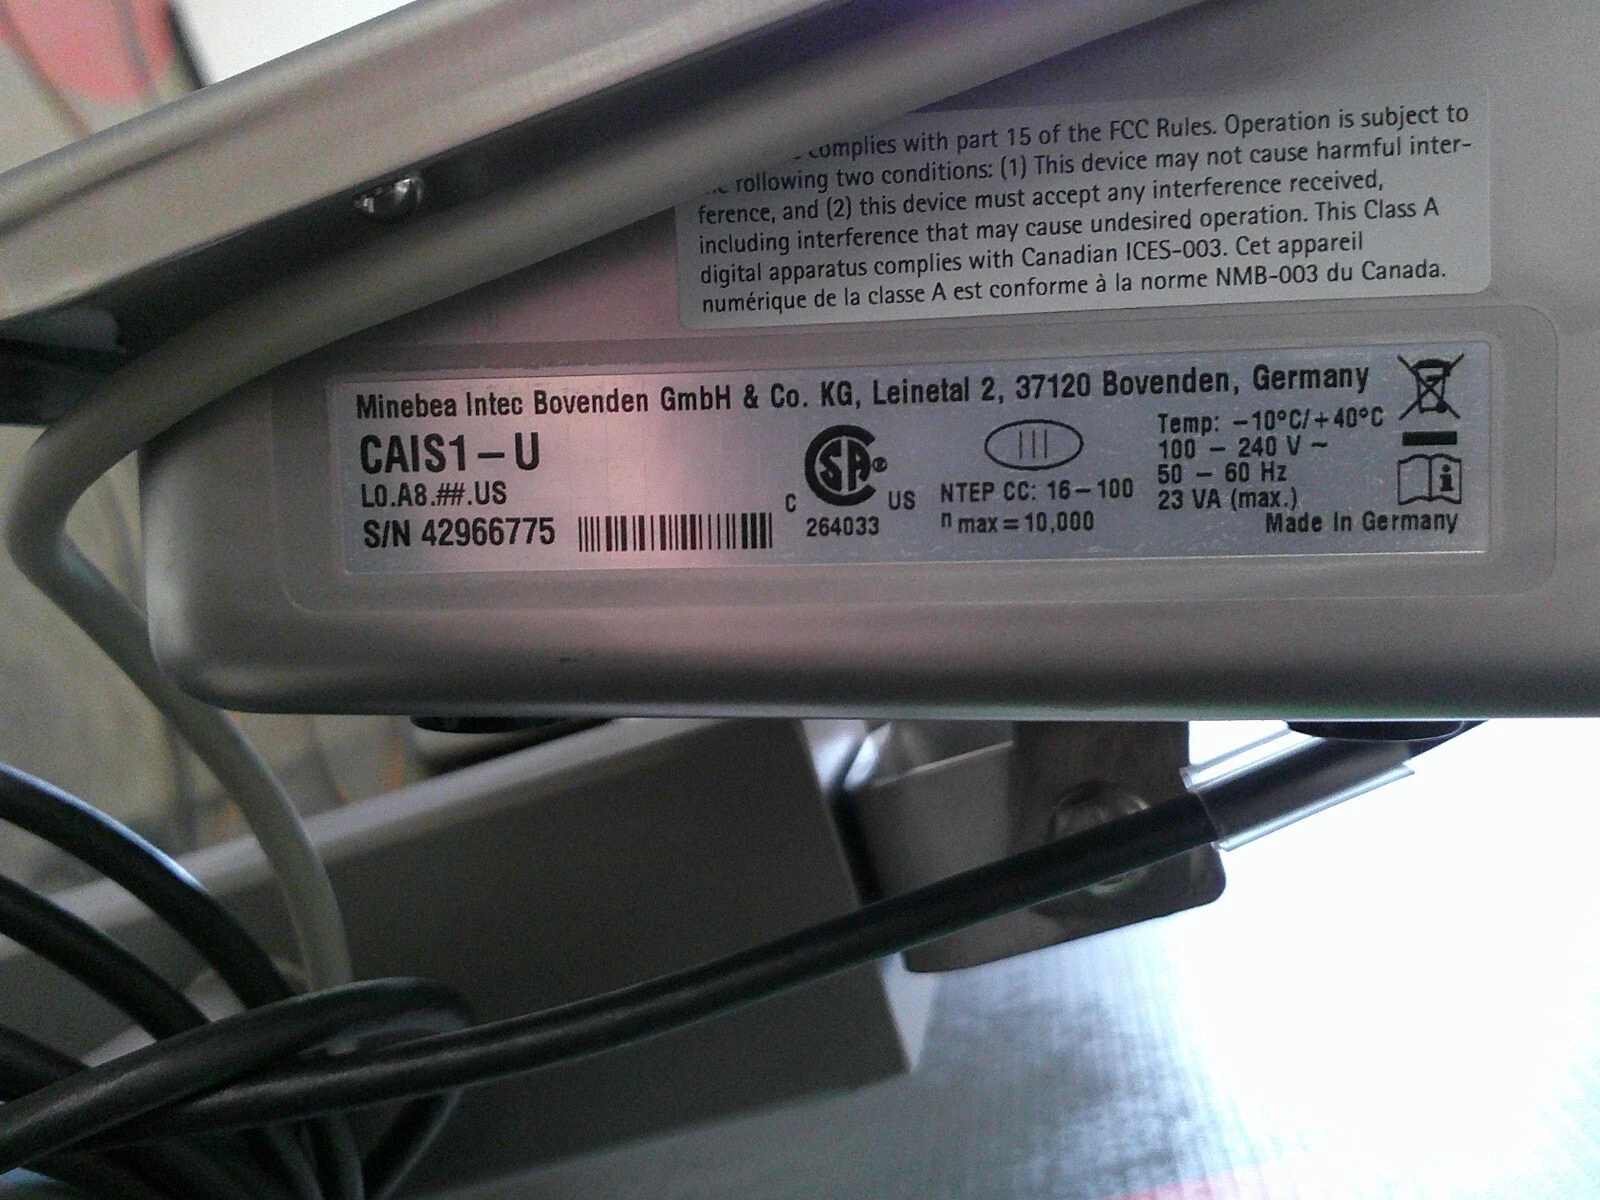 complies with part 15 of the FCC Rules. Operation is subject to
following two conditions: (1) This device may not cause harmful inter-
ference, and (2) this device must accept any interference received,
including interference that may cause undesired operation. This Class A
digital apparatus complies with Canadian ICES-003. Cet appareil
numérique de la classe A est conforme à la norme NMB-003 du Canada.
Minebea Intec Bovenden GmbH & Co. KG, Leinetal 2, 37120 Bovenden, Germany
CAIS1-U
L0.A8.##.US
S/N 42966775
C SA® US
264033
III
NTEP CC: 16-100
n max = 10,000
Temp: -10°C/+40°C
100 - 240 V ~
50 - 60 Hz
23 VA (max.)
i
Made in Germany